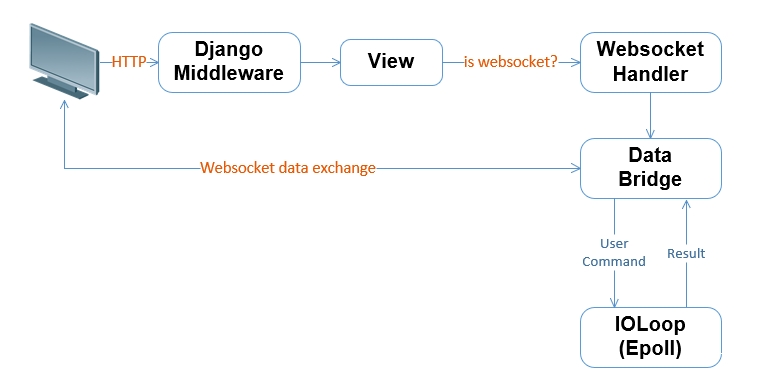 HTTP
Django
Middleware
View
is websocket?
Websocket
Handler
Websocket data exchange
Data
Bridge
User
Command
Result
IOLoop
(Epoll)